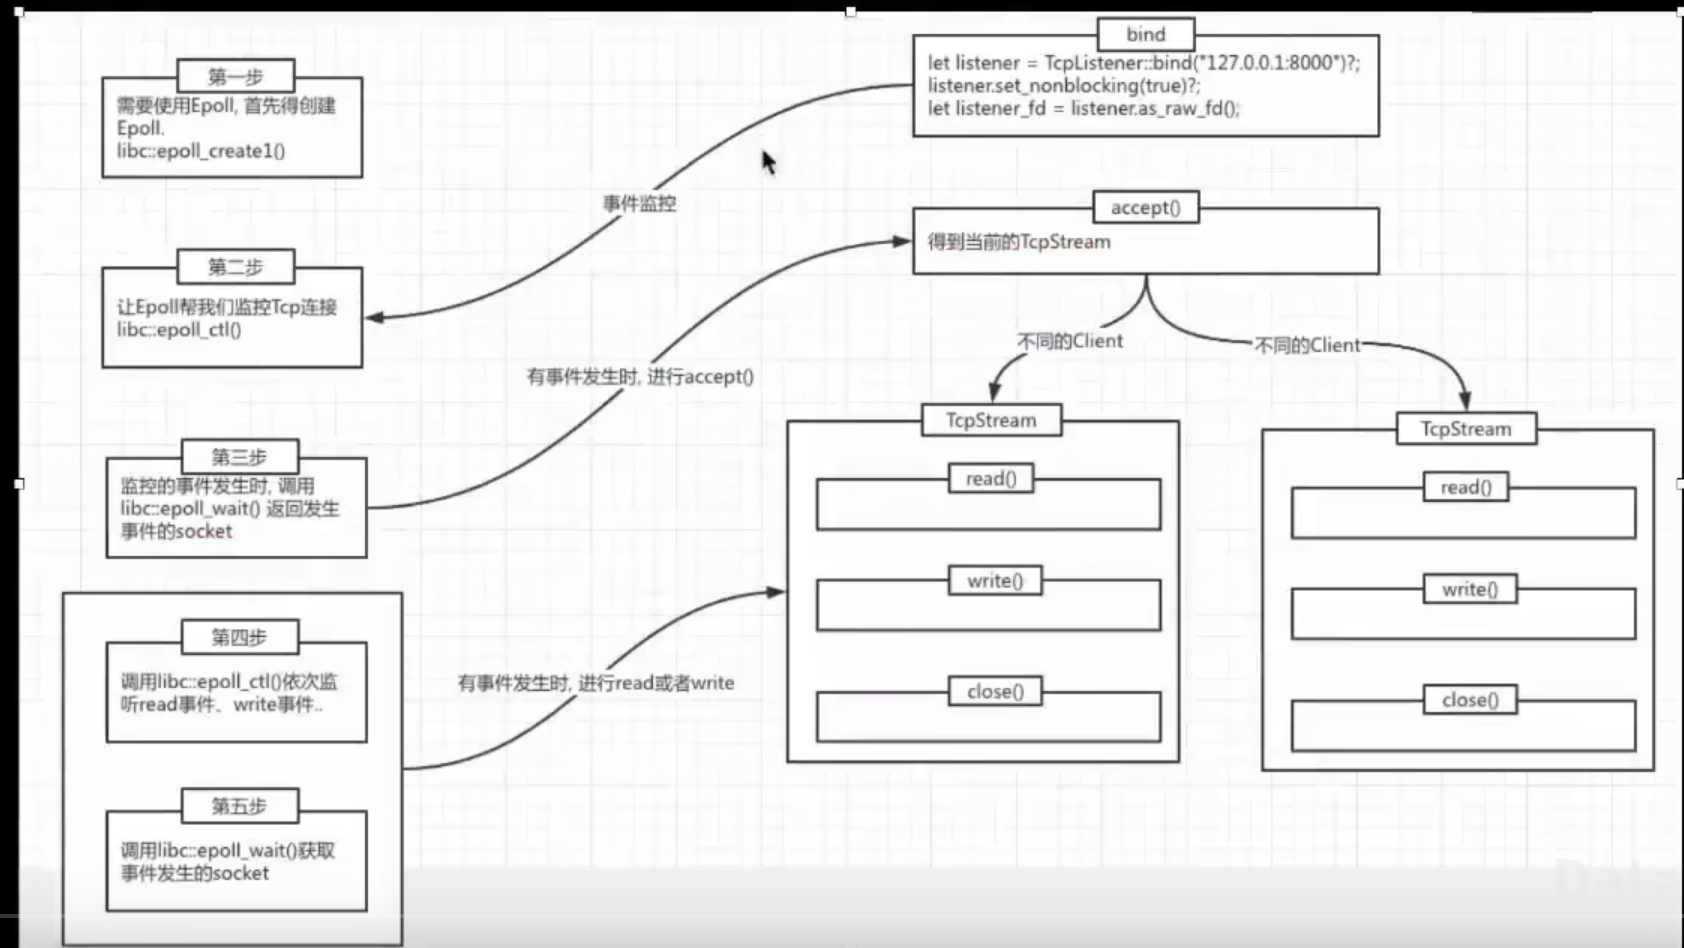 第一步
需要使用Epoll, 首先得创建
Epoll.
libc::epoll_create1()
第二步
让Epoll帮我们监控Tcp连接
libc::epoll_ctl()
第三步
监控的事件发生时, 调用
libc::epoll_wait() 返回发生
事件的socket
第四步
调用libc::epoll_ctl()依次监
听read事件、write事件..
第五步
调用libc::epoll_wait()获取
事件发生的socket
事件监控
有事件发生时, 进行accept()
有事件发生时, 进行read或者write
bind
let listener = TcpListener::bind("127.0.0.1:8000")?;
listener.set_nonblocking(true)?;
let listener_fd = listener.as_raw_fd();
accept()
得到当前的TcpStream
不同的Client
不同的Client
TcpStream
read()
write()
close()
TcpStream
read()
write()
close()
Data